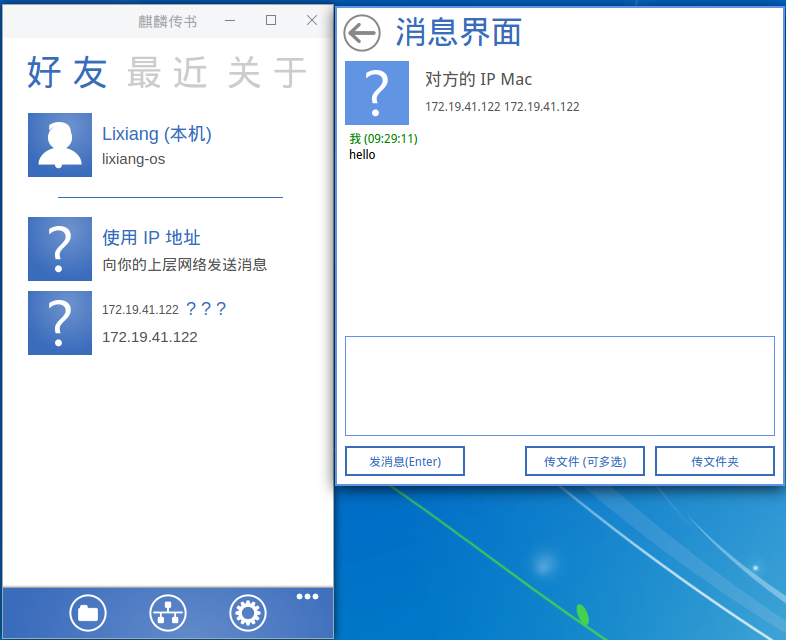 麒麟传书
好友 最近 关于
Lixiang (本机)
lixiang-os
使用 IP 地址
向你的上层网络发送消息
172.19.41.122 ? ? ?
172.19.41.122
消息界面
对方的 IP Mac
172.19.41.122 172.19.41.122
我 (09:29:11)
hello
发消息(Enter)
传文件 (可多选)
传文件夹